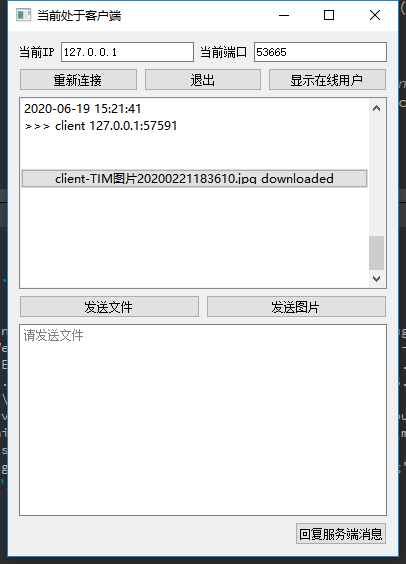 当前处于客户端
当前IP 127.0.0.1 当前端口 53665
重新连接 退出 显示在线用户
2020-06-19 15:21:41
>>> client 127.0.0.1:57591
client-TIM图片20200221183610.jpg downloaded
发送文件 发送图片
请发送文件
回复服务端消息